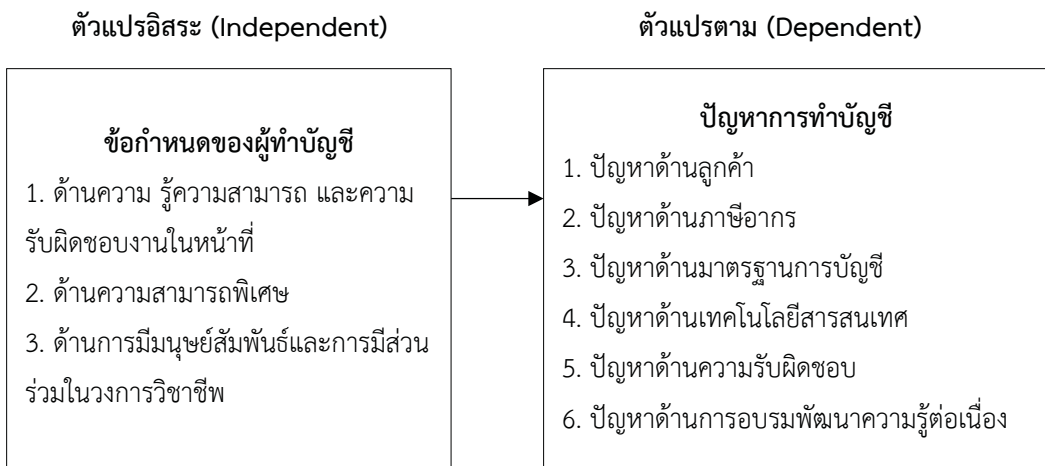 ตัวแปรอิสระ (Independent)
ข้อกำหนดของผู้ทำบัญชี
1. ด้านความ รู้ความสามารถ และความ
รับผิดชอบงานในหน้าที่
2. ด้านความสามารถพิเศษ
3. ด้านการมีมนุษย์สัมพันธ์และการมีส่วน
ร่วมในวงการวิชาชีพ
ตัวแปรตาม (Dependent)
ปัญหาการทำบัญชี
1. ปัญหาด้านลูกค้า
2. ปัญหาด้านภาษีอากร
3. ปัญหาด้านมาตรฐานการบัญชี
4. ปัญหาด้านเทคโนโลยีสารสนเทศ
5. ปัญหาด้านความรับผิดชอบ
6. ปัญหาด้านการอบรมพัฒนาความรู้ต่อเนื่อง